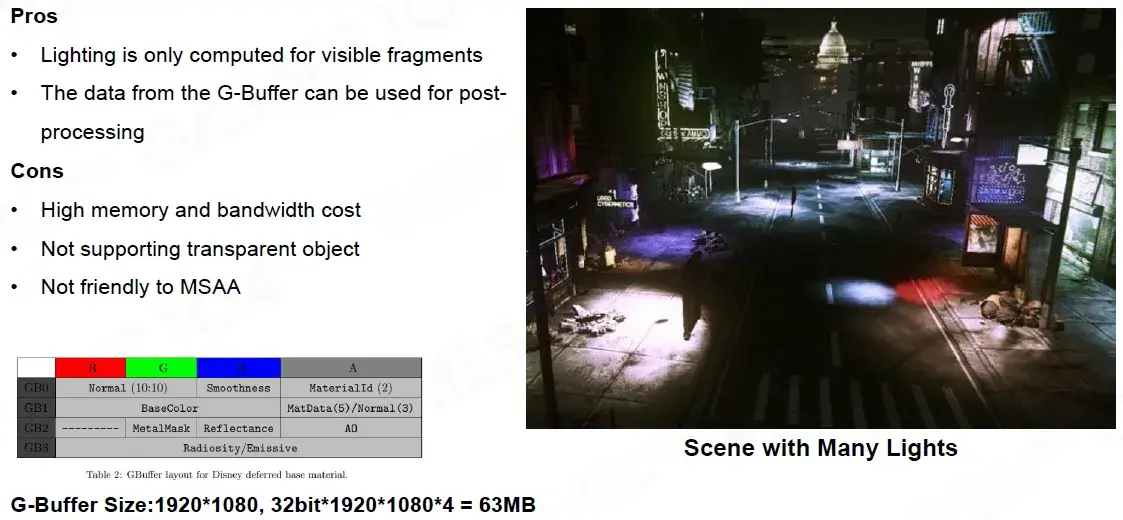 Pros
• Lighting is only computed for visible fragments
• The data from the G-Buffer can be used for post-
processing
Cons
• High memory and bandwidth cost
• Not supporting transparent object
• Not friendly to MSAA
R G B A
GB0 Normal (10:10) Smoothness MaterialId (2)
GB1 BaseColor MatData(5)/Normal(3)
GB2 --------- MetalMask Reflectance AO
GB3 Radiosity/Emissive
Table 2: GBuffer layout for Disney deferred base material.
G-Buffer Size:1920*1080, 32bit*1920*1080*4 = 63MB
USED
CYBERNETICS
Scene with Many Lights